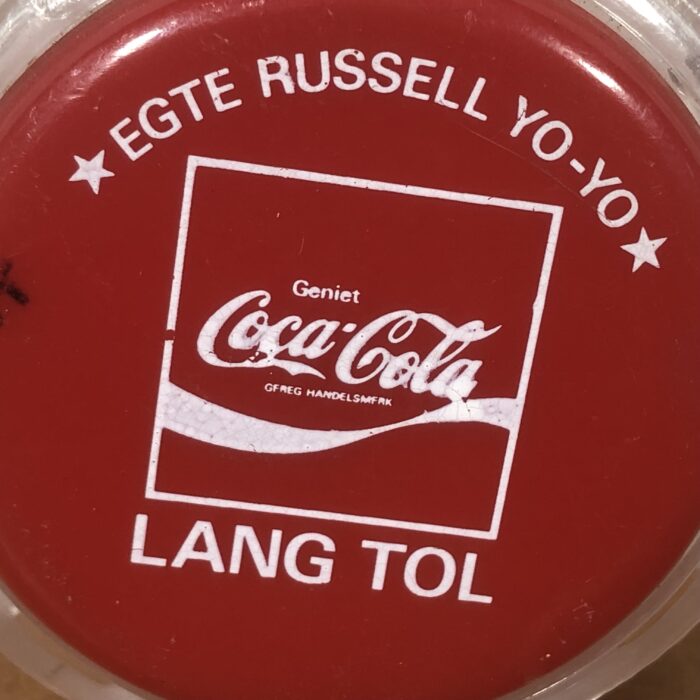 ★ EGTE RUSSELL YO-YO ★
Geniet
Coca-Cola
GEREG HANDELSMERK
LANG TOL